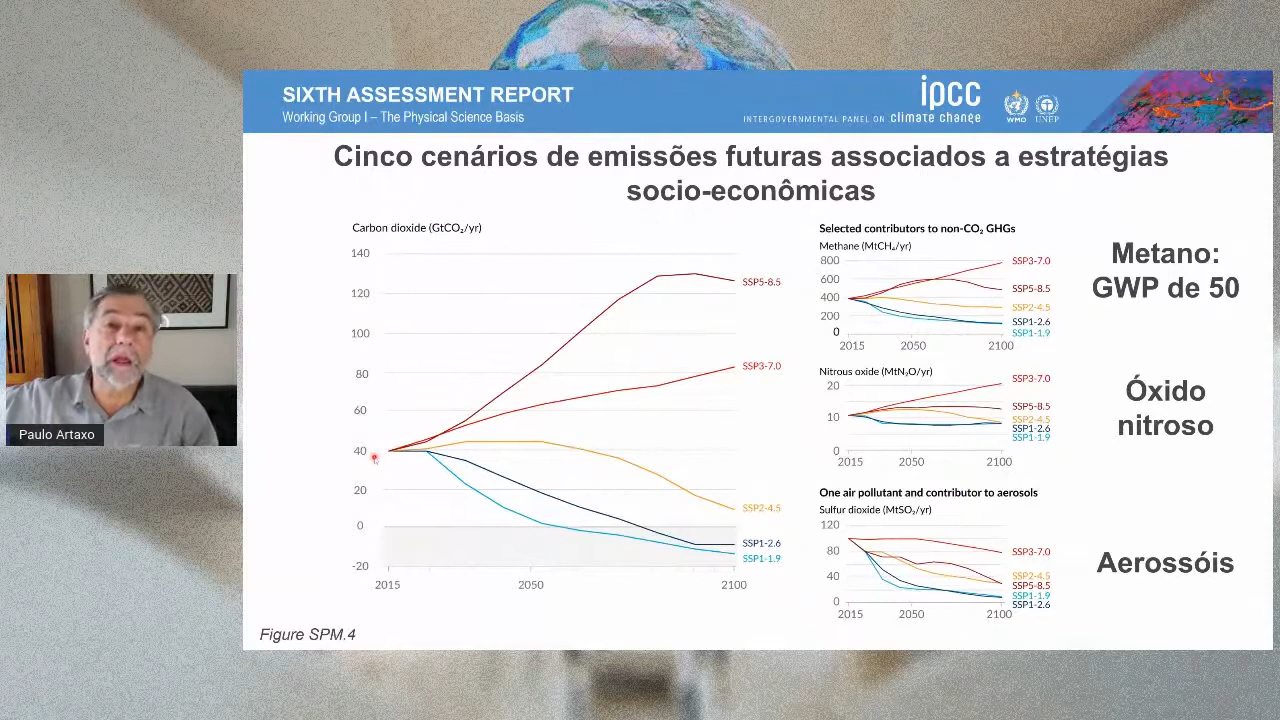 SIXTH ASSESSMENT REPORT
Working Group I – The Physical Science Basis
ipcc
INTERGOVERNMENTAL PANEL ON climate change
WMO
UNEP
Cinco cenários de emissões futuras associados a estratégias
socio-econômicas
Carbon dioxide (GtCO₂/yr)
140
120
100
80
60
40
20
0
-20
2015
2050
2100
SSP5-8.5
SSP3-7.0
SSP2-4.5
SSP1-2.6
SSP1-1.9
Selected contributors to non-CO₂ GHGs
Methane (MtCH₄/yr)
800
600
400
200
0
2015
2050
2100
SSP3-7.0
SSP5-8.5
SSP2-4.5
SSP1-2.6
SSP1-1.9
Nitrous oxide (MtN₂O/yr)
20
10
0
2015
2050
2100
SSP3-7.0
SSP5-8.5
SSP2-4.5
SSP1-2.6
SSP1-1.9
One air pollutant and contributor to aerosols
Sulfur dioxide (MtSO₂/yr)
120
80
40
0
2015
2050
2100
SSP3-7.0
SSP2-4.5
SSP5-8.5
SSP1-1.9
SSP1-2.6
Metano:
GWP de 50
Óxido
nitroso
Aerossóis
Figure SPM.4
Paulo Artaxo